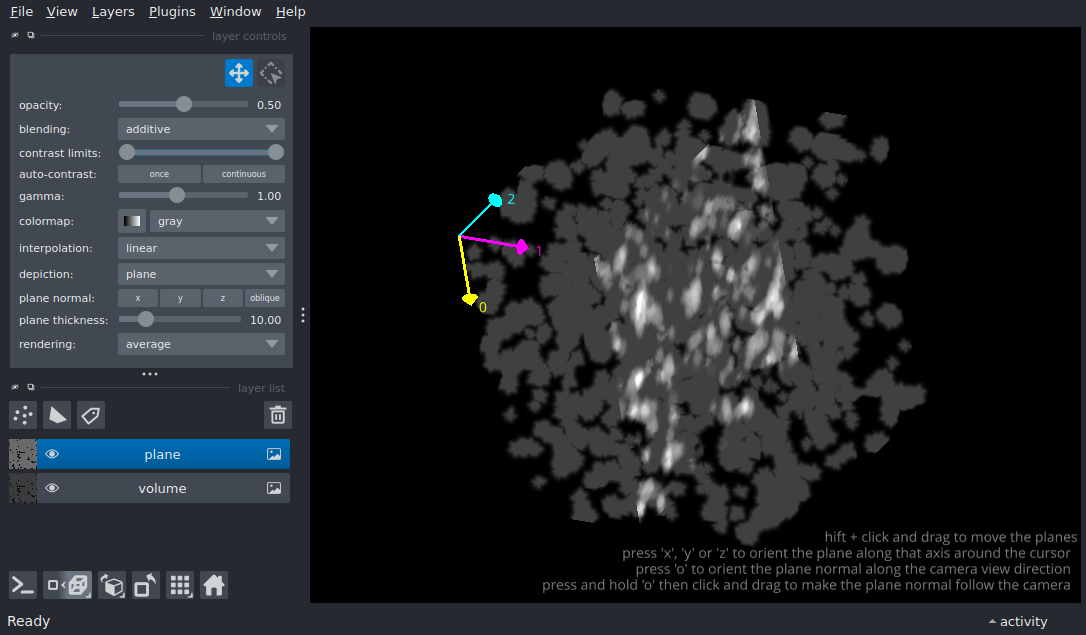 File View Layers Plugins Window Help
layer controls
opacity: 0.50
blending: additive
contrast limits:
auto-contrast: once continuous
gamma: 1.00
colormap: gray
interpolation: linear
depiction: plane
plane normal: x y z oblique
plane thickness: 10.00
rendering: average
layer list
plane
volume
2
1
0
hift + click and drag to move the planes
press 'x', 'y' or 'z' to orient the plane along that axis around the cursor
press 'o' to orient the plane normal along the camera view direction
press and hold 'o' then click and drag to make the plane normal follow the camera
Ready
activity